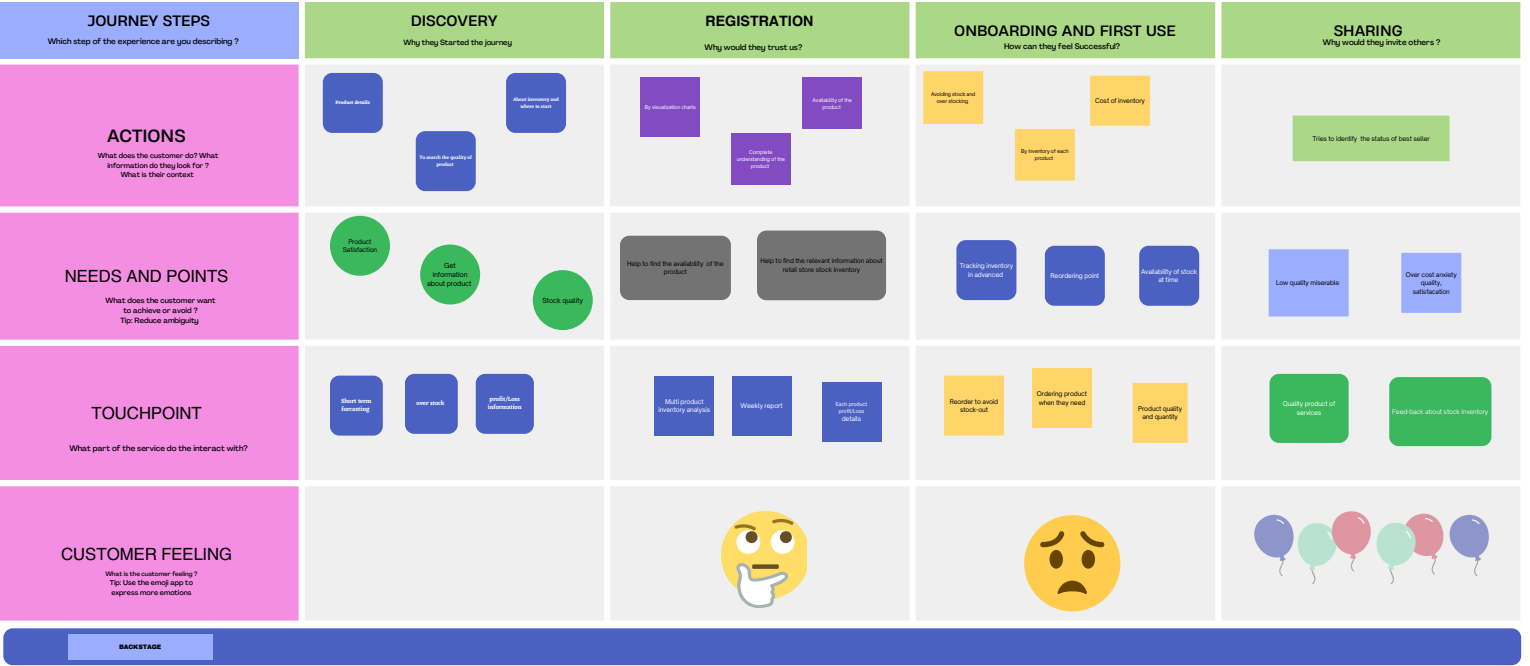 JOURNEY STEPS
Which step of the experience are you describing ?
DISCOVERY
Why they Started the journey
REGISTRATION
Why would they trust us?
ONBOARDING AND FIRST USE
How can they feel Successful?
SHARING
Why would they invite others ?
ACTIONS
What does the customer do? What
information do they look for ?
What is their context
Product details
About inventory and
where to start
To search the quality of
product
By visualization charts
Availability of the
product
Complete
understanding of the
product
Avoiding stock and
over stocking
Cost of inventory
By inventory of each
product
Tries to identify the status of best seller
NEEDS AND POINTS
What does the customer want
to achieve or avoid ?
Tip: Reduce ambiguity
Product
Satisfaction
Get
information
about product
Stock quality
Help to find the availability of the
product
Help to find the relevant information about
retail store stock inventory
Tracking inventory
in advanced
Reordering point
Availability of stock
at time
Low quality miserable
Over cost anxiety
quality,
satisfacation
TOUCHPOINT
What part of the service do the interact with?
Short term
forcasting
over stock
profit/Loss
information
Multi product
inventory analysis
Weekly report
Each product
profit/Loss
details
Reorder to avoid
stock-out
Ordering product
when they need
Product quality
and quantity
Quality product of
services
Feed-back about stock inventory
CUSTOMER FEELING
What is the customer feeling ?
Tip: Use the emoji app to
express more emotions
BACKSTAGE